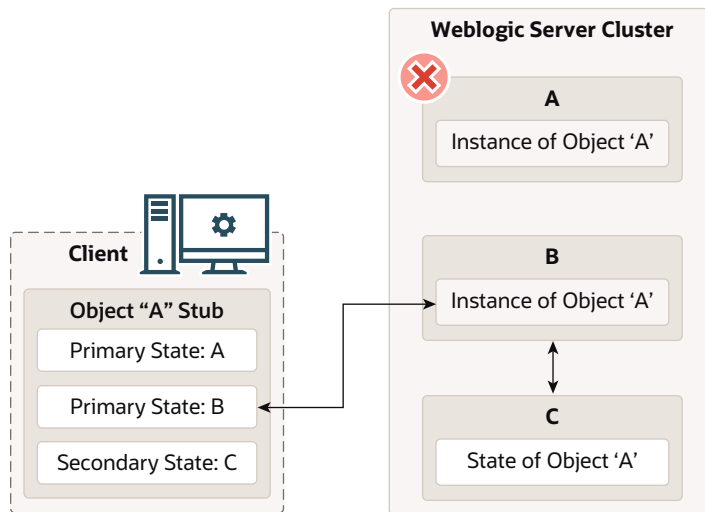 Weblogic Server Cluster
A
Instance of Object ‘A’
B
Instance of Object ‘A’
C
State of Object ‘A’
Client
Object “A” Stub
Primary State: A
Primary State: B
Secondary State: C